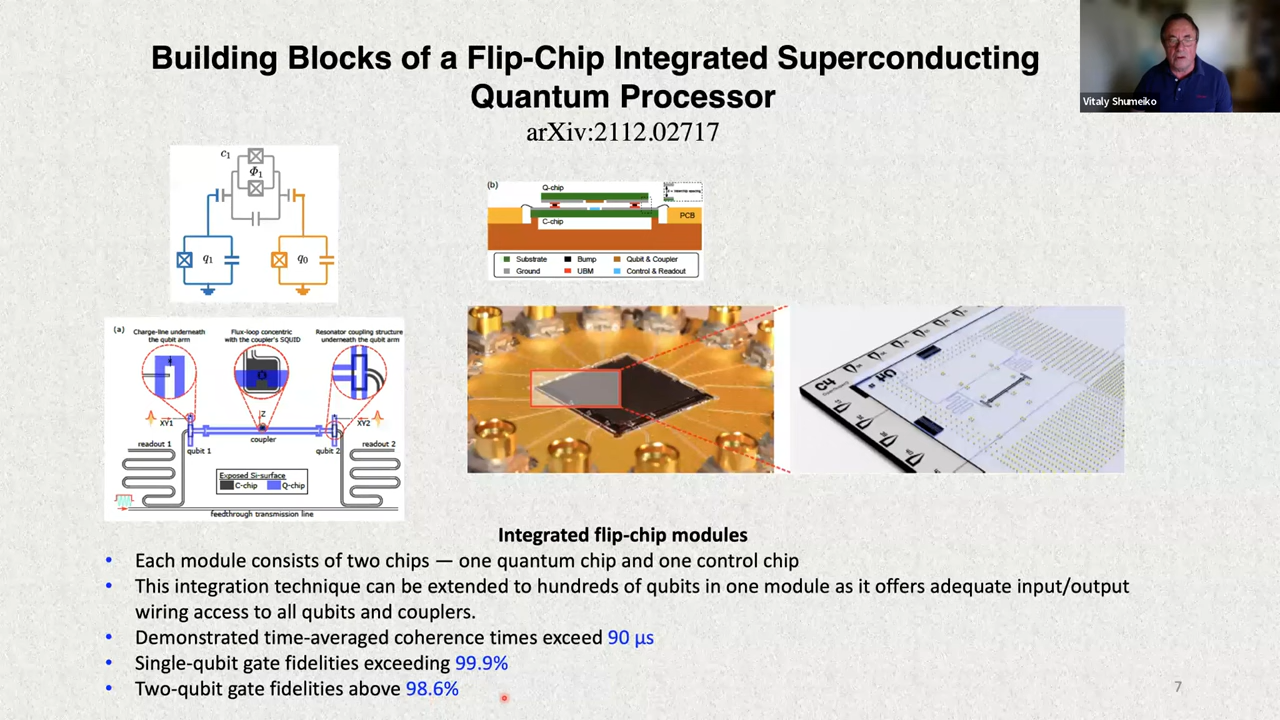 Building Blocks of a Flip-Chip Integrated Superconducting
Quantum Processor
arXiv:2112.02717
Vitaly Shumeiko
c₁
Φ₁
q₁
q₀
(b)
Q-chip
C-chip
PCB
Substrate
Bump
Qubit & Coupler
Ground
UBM
Control & Readout
(a)
Charge-line underneath
the qubit arm
Flux-loop concentric
with the coupler's SQUID
Resonator coupling structure
underneath the qubit arm
XY1
Z
XY2
readout 1
qubit 1
coupler
qubit 2
readout 2
Exposed Si-surface
C-chip
Q-chip
feedthrough transmission line
C4
Integrated flip-chip modules
• Each module consists of two chips — one quantum chip and one control chip
• This integration technique can be extended to hundreds of qubits in one module as it offers adequate input/output
wiring access to all qubits and couplers.
• Demonstrated time-averaged coherence times exceed 90 µs
• Single-qubit gate fidelities exceeding 99.9%
• Two-qubit gate fidelities above 98.6%
7